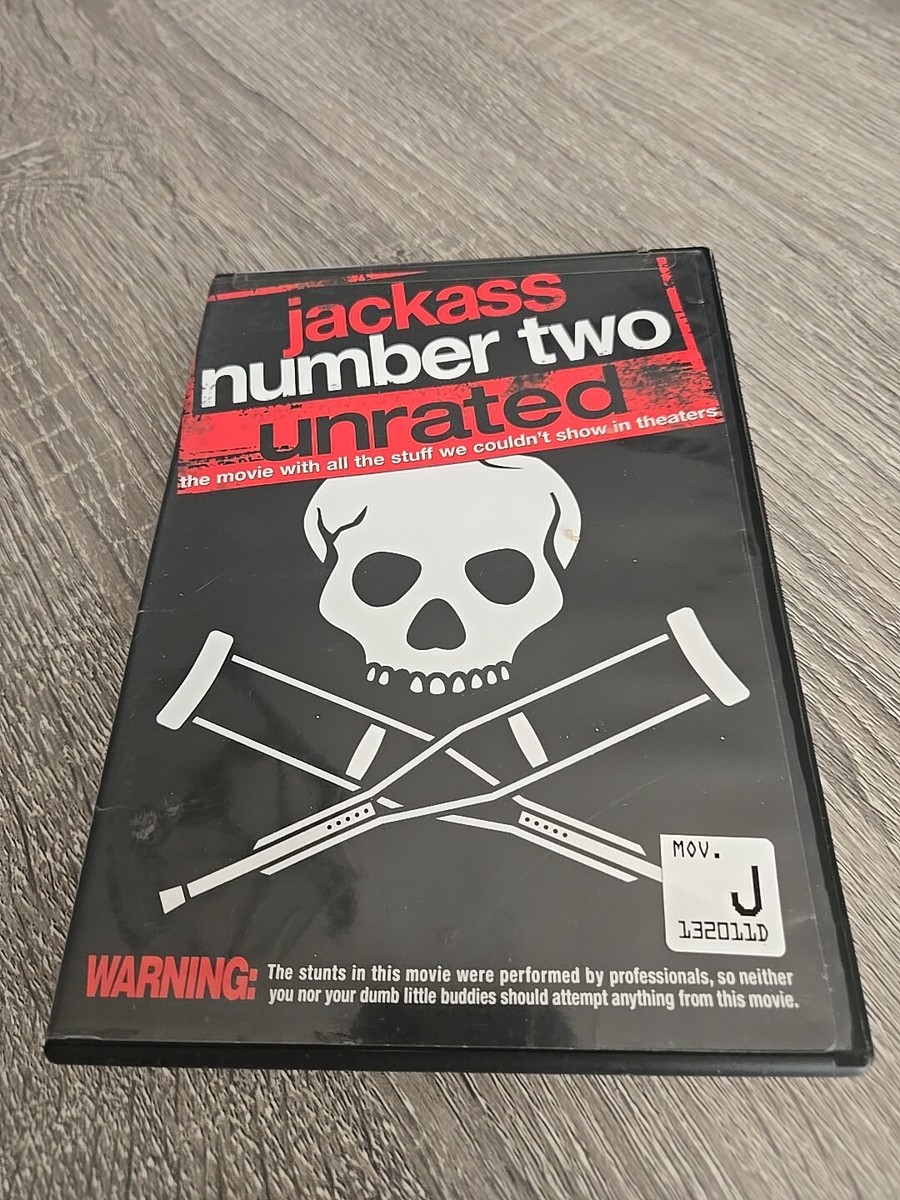 jackass
number two
unrated
the movie with all the stuff we couldn't show in theaters
MOV.
J
132011D
WARNING: The stunts in this movie were performed by professionals, so neither
you nor your dumb little buddies should attempt anything from this movie.